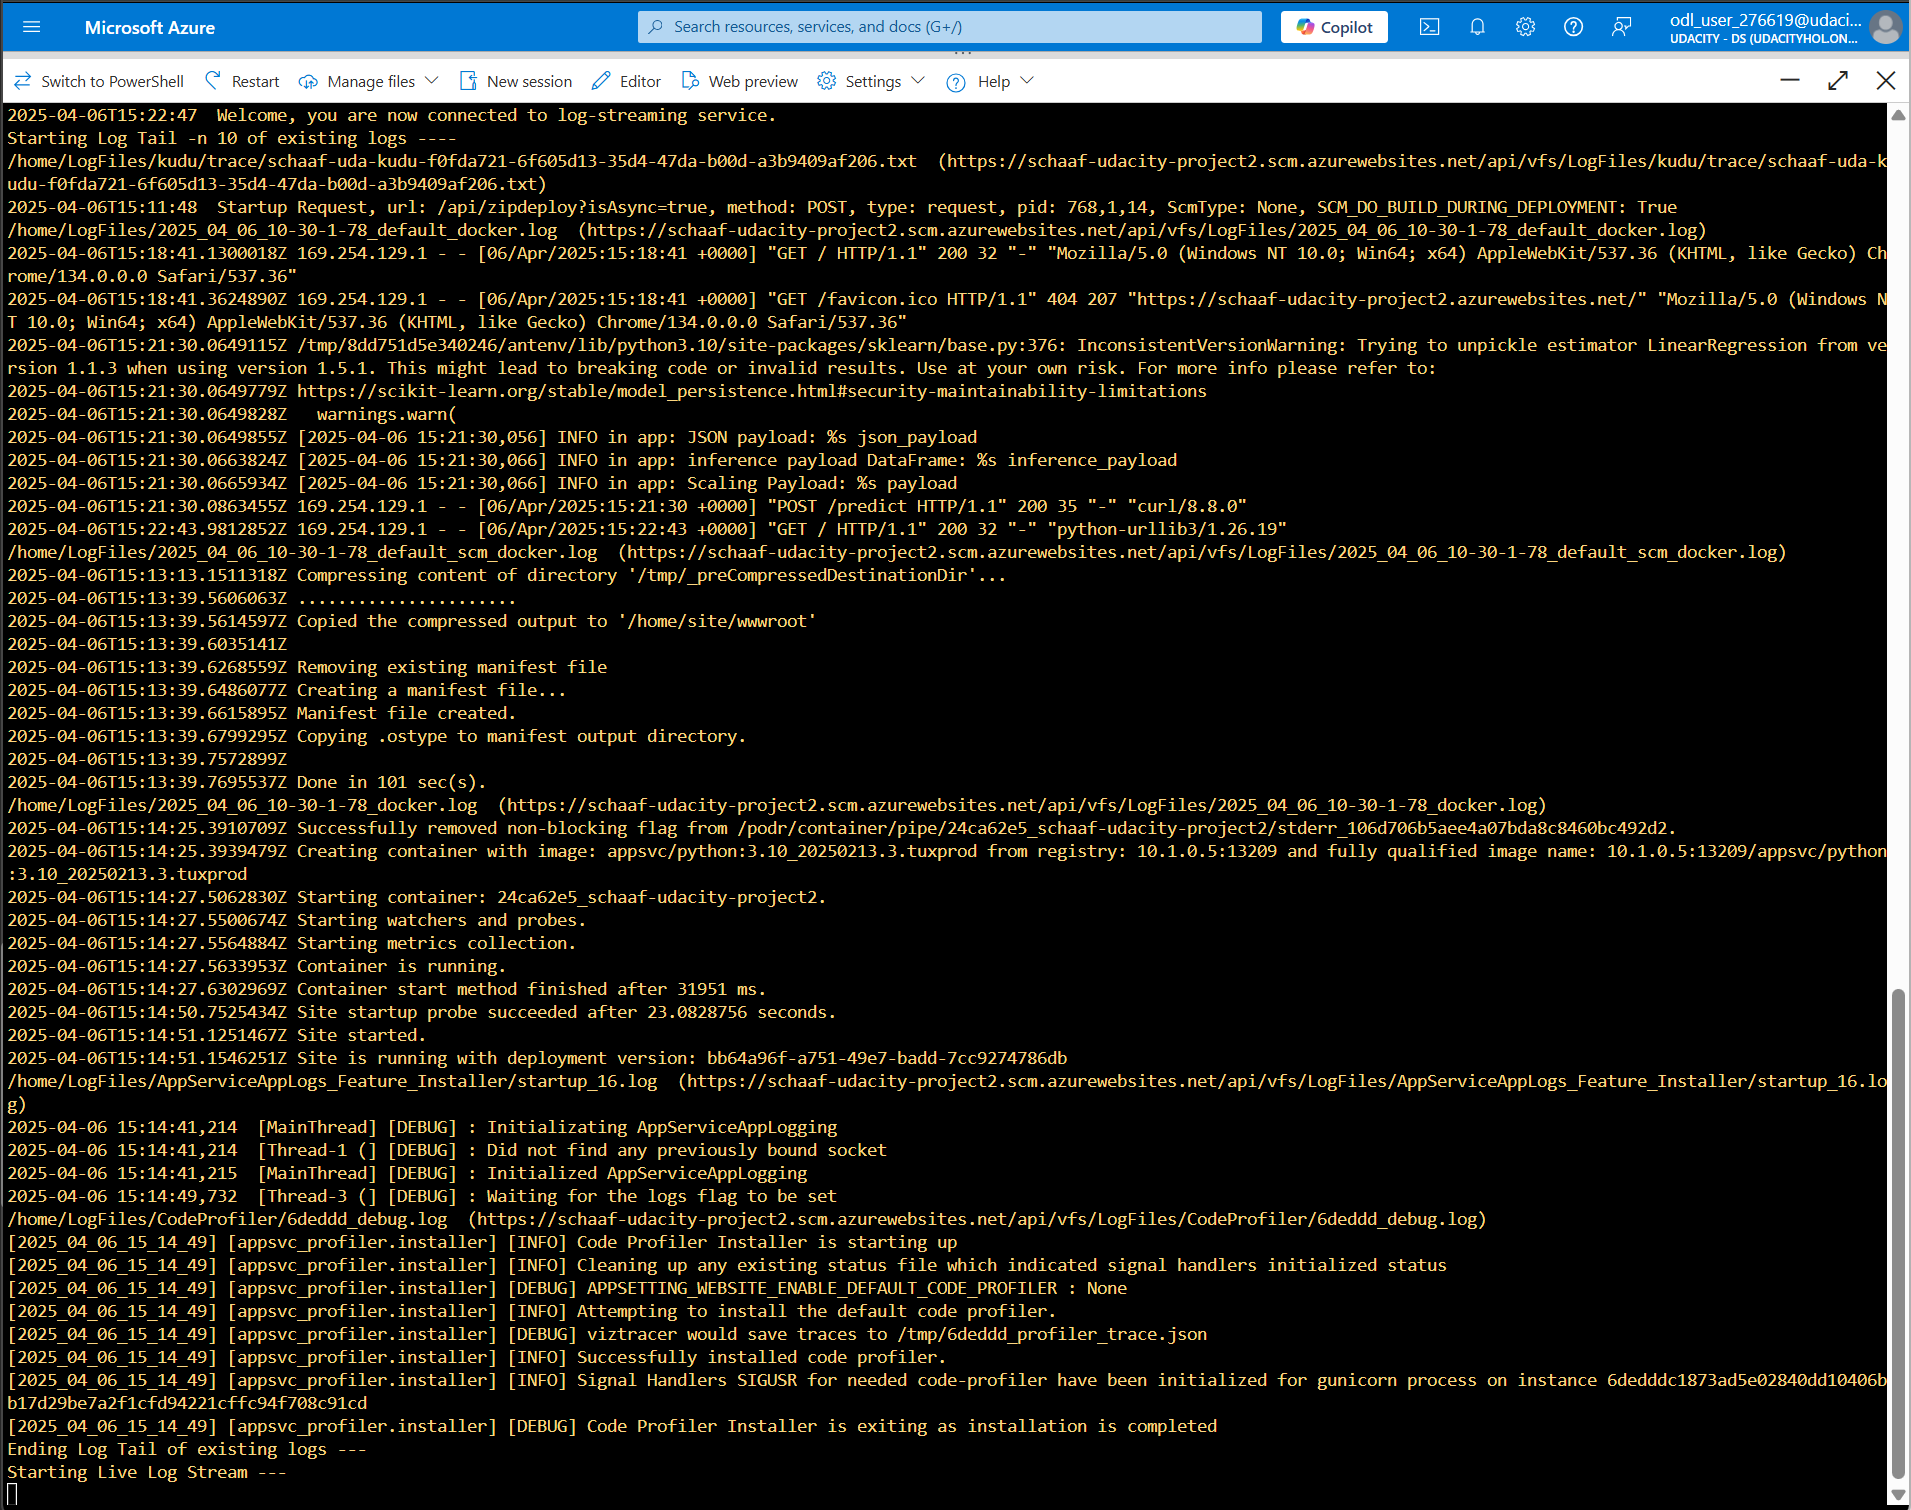 Microsoft Azure
Search resources, services, and docs (G+/)
Copilot
odl_user_276619@udaci...
UDACITY - DS (UDACITYHOL.ON...
Switch to PowerShell Restart Manage files New session Editor Web preview Settings Help
2025-04-06T15:22:47  Welcome, you are now connected to log-streaming service.
Starting Log Tail -n 10 of existing logs ----
/home/LogFiles/kudu/trace/schaaf-uda-kudu-f0fda721-6f605d13-35d4-47da-b00d-a3b9409af206.txt  (https://schaaf-udacity-project2.scm.azurewebsites.net/api/vfs/LogFiles/kudu/trace/schaaf-uda-k
udu-f0fda721-6f605d13-35d4-47da-b00d-a3b9409af206.txt)
2025-04-06T15:11:48  Startup Request, url: /api/zipdeploy?isAsync=true, method: POST, type: request, pid: 768,1,14, ScmType: None, SCM_DO_BUILD_DURING_DEPLOYMENT: True
/home/LogFiles/2025_04_06_10-30-1-78_default_docker.log  (https://schaaf-udacity-project2.scm.azurewebsites.net/api/vfs/LogFiles/2025_04_06_10-30-1-78_default_docker.log)
2025-04-06T15:18:41.1300018Z 169.254.129.1 - - [06/Apr/2025:15:18:41 +0000] "GET / HTTP/1.1" 200 32 "-" "Mozilla/5.0 (Windows NT 10.0; Win64; x64) AppleWebKit/537.36 (KHTML, like Gecko) Ch
rome/134.0.0.0 Safari/537.36"
2025-04-06T15:18:41.3624890Z 169.254.129.1 - - [06/Apr/2025:15:18:41 +0000] "GET /favicon.ico HTTP/1.1" 404 207 "https://schaaf-udacity-project2.azurewebsites.net/" "Mozilla/5.0 (Windows N
T 10.0; Win64; x64) AppleWebKit/537.36 (KHTML, like Gecko) Chrome/134.0.0.0 Safari/537.36"
2025-04-06T15:21:30.0649115Z /tmp/8dd751d5e340246/antenv/lib/python3.10/site-packages/sklearn/base.py:376: InconsistentVersionWarning: Trying to unpickle estimator LinearRegression from ve
rsion 1.1.3 when using version 1.5.1. This might lead to breaking code or invalid results. Use at your own risk. For more info please refer to:
2025-04-06T15:21:30.0649779Z https://scikit-learn.org/stable/model_persistence.html#security-maintainability-limitations
2025-04-06T15:21:30.0649828Z   warnings.warn(
2025-04-06T15:21:30.0649855Z [2025-04-06 15:21:30,056] INFO in app: JSON payload: %s json_payload
2025-04-06T15:21:30.0663824Z [2025-04-06 15:21:30,066] INFO in app: inference payload DataFrame: %s inference_payload
2025-04-06T15:21:30.0665934Z [2025-04-06 15:21:30,066] INFO in app: Scaling Payload: %s payload
2025-04-06T15:21:30.0863455Z 169.254.129.1 - - [06/Apr/2025:15:21:30 +0000] "POST /predict HTTP/1.1" 200 35 "-" "curl/8.8.0"
2025-04-06T15:22:43.9812852Z 169.254.129.1 - - [06/Apr/2025:15:22:43 +0000] "GET / HTTP/1.1" 200 32 "-" "python-urllib3/1.26.19"
/home/LogFiles/2025_04_06_10-30-1-78_default_scm_docker.log  (https://schaaf-udacity-project2.scm.azurewebsites.net/api/vfs/LogFiles/2025_04_06_10-30-1-78_default_scm_docker.log)
2025-04-06T15:13:13.1511318Z Compressing content of directory '/tmp/_preCompressedDestinationDir'...
2025-04-06T15:13:39.5606063Z ......................
2025-04-06T15:13:39.5614597Z Copied the compressed output to '/home/site/wwwroot'
2025-04-06T15:13:39.6035141Z
2025-04-06T15:13:39.6268559Z Removing existing manifest file
2025-04-06T15:13:39.6486077Z Creating a manifest file...
2025-04-06T15:13:39.6615895Z Manifest file created.
2025-04-06T15:13:39.6799295Z Copying .ostype to manifest output directory.
2025-04-06T15:13:39.7572899Z
2025-04-06T15:13:39.7695537Z Done in 101 sec(s).
/home/LogFiles/2025_04_06_10-30-1-78_docker.log  (https://schaaf-udacity-project2.scm.azurewebsites.net/api/vfs/LogFiles/2025_04_06_10-30-1-78_docker.log)
2025-04-06T15:14:25.3910709Z Successfully removed non-blocking flag from /podr/container/pipe/24ca62e5_schaaf-udacity-project2/stderr_106d706b5aee4a07bda8c8460bc492d2.
2025-04-06T15:14:25.3939479Z Creating container with image: appsvc/python:3.10_20250213.3.tuxprod from registry: 10.1.0.5:13209 and fully qualified image name: 10.1.0.5:13209/appsvc/python
:3.10_20250213.3.tuxprod
2025-04-06T15:14:27.5062830Z Starting container: 24ca62e5_schaaf-udacity-project2.
2025-04-06T15:14:27.5500674Z Starting watchers and probes.
2025-04-06T15:14:27.5564884Z Starting metrics collection.
2025-04-06T15:14:27.5633953Z Container is running.
2025-04-06T15:14:27.6302969Z Container start method finished after 31951 ms.
2025-04-06T15:14:50.7525434Z Site startup probe succeeded after 23.0828756 seconds.
2025-04-06T15:14:51.1251467Z Site started.
2025-04-06T15:14:51.1546251Z Site is running with deployment version: bb64a96f-a751-49e7-badd-7cc9274786db
/home/LogFiles/AppServiceAppLogs_Feature_Installer/startup_16.log  (https://schaaf-udacity-project2.scm.azurewebsites.net/api/vfs/LogFiles/AppServiceAppLogs_Feature_Installer/startup_16.lo
g)
2025-04-06 15:14:41,214  [MainThread] [DEBUG] : Initializating AppServiceAppLogging
2025-04-06 15:14:41,214  [Thread-1 (] [DEBUG] : Did not find any previously bound socket
2025-04-06 15:14:41,215  [MainThread] [DEBUG] : Initialized AppServiceAppLogging
2025-04-06 15:14:49,732  [Thread-3 (] [DEBUG] : Waiting for the logs flag to be set
/home/LogFiles/CodeProfiler/6deddd_debug.log  (https://schaaf-udacity-project2.scm.azurewebsites.net/api/vfs/LogFiles/CodeProfiler/6deddd_debug.log)
[2025_04_06_15_14_49] [appsvc_profiler.installer] [INFO] Code Profiler Installer is starting up
[2025_04_06_15_14_49] [appsvc_profiler.installer] [INFO] Cleaning up any existing status file which indicated signal handlers initialized status
[2025_04_06_15_14_49] [appsvc_profiler.installer] [DEBUG] APPSETTING_WEBSITE_ENABLE_DEFAULT_CODE_PROFILER : None
[2025_04_06_15_14_49] [appsvc_profiler.installer] [INFO] Attempting to install the default code profiler.
[2025_04_06_15_14_49] [appsvc_profiler.installer] [DEBUG] viztracer would save traces to /tmp/6deddd_profiler_trace.json
[2025_04_06_15_14_49] [appsvc_profiler.installer] [INFO] Successfully installed code profiler.
[2025_04_06_15_14_49] [appsvc_profiler.installer] [INFO] Signal Handlers SIGUSR for needed code-profiler have been initialized for gunicorn process on instance 6dedddc1873ad5e02840dd10406b
b17d29be7a2f1cfd94221cffc94f708c91cd
[2025_04_06_15_14_49] [appsvc_profiler.installer] [DEBUG] Code Profiler Installer is exiting as installation is completed
Ending Log Tail of existing logs ---
Starting Live Log Stream ---